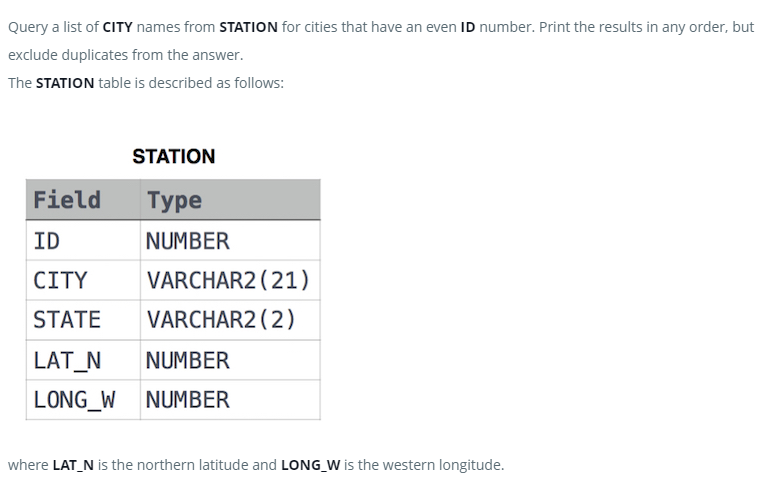 Query a list of CITY names from STATION for cities that have an even ID number. Print the results in any order, but
exclude duplicates from the answer.
The STATION table is described as follows:
STATION
Field Type
ID NUMBER
CITY VARCHAR2(21)
STATE VARCHAR2(2)
LAT_N NUMBER
LONG_W NUMBER
where LAT_N is the northern latitude and LONG_W is the western longitude.